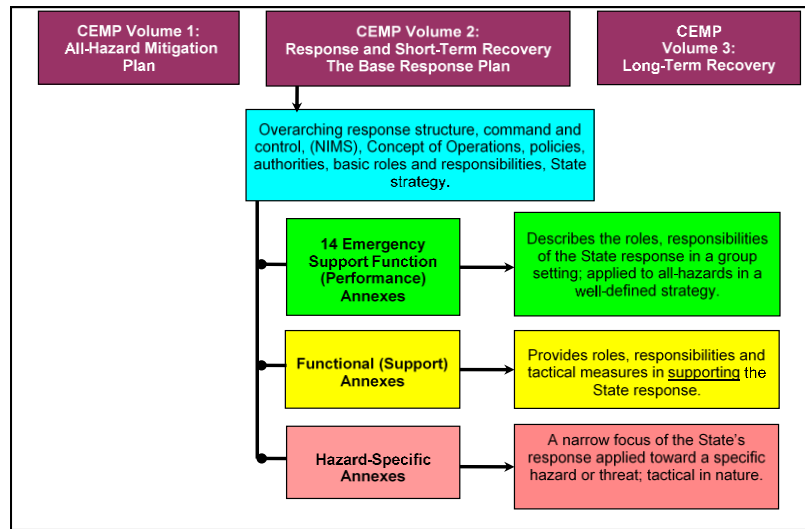 CEMP Volume 1:
All-Hazard Mitigation
Plan
CEMP Volume 2:
Response and Short-Term Recovery
The Base Response Plan
CEMP
Volume 3:
Long-Term Recovery
Overarching response structure, command and
control, (NIMS), Concept of Operations, policies,
authorities, basic roles and responsibilities, State
strategy.
14 Emergency
Support Function
(Performance)
Annexes
Describes the roles, responsibilities
of the State response in a group
setting; applied to all-hazards in a
well-defined strategy.
Functional (Support)
Annexes
Provides roles, responsibilities and
tactical measures in supporting the
State response.
Hazard-Specific
Annexes
A narrow focus of the State's
response applied toward a specific
hazard or threat; tactical in nature.